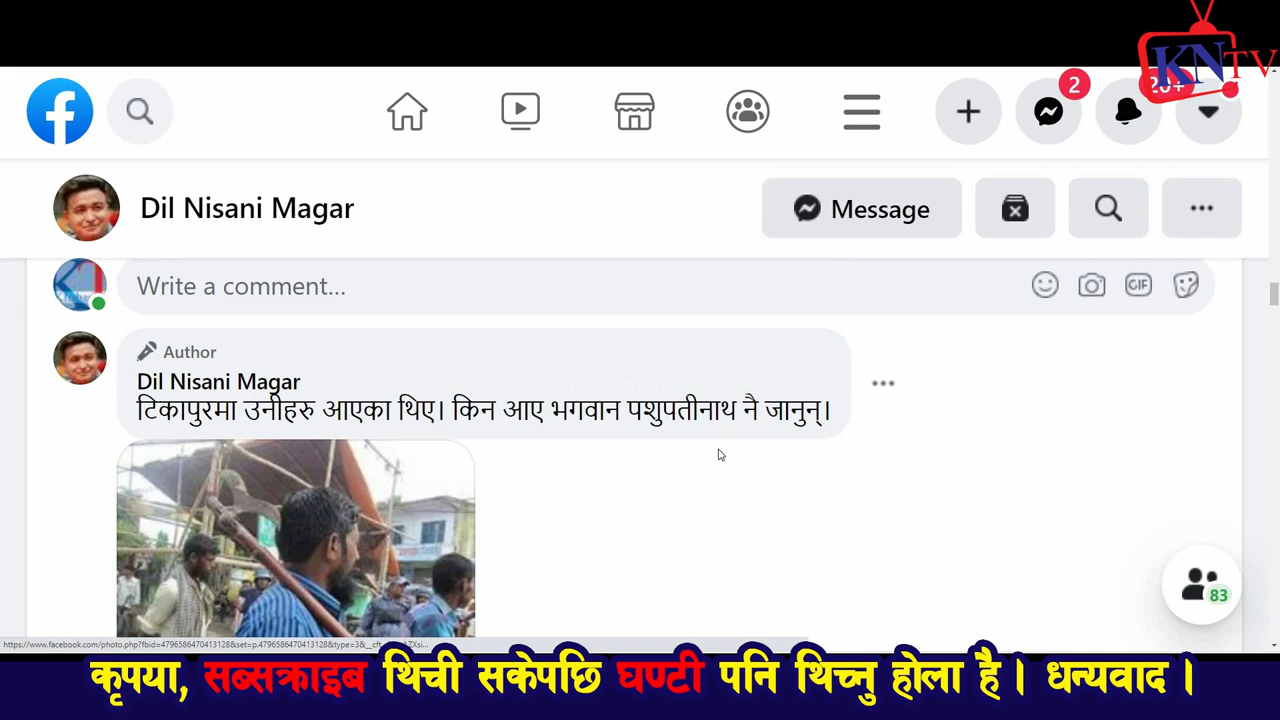 KNTV
2
20+
Dil Nisani Magar
Message
Write a comment...
GIF
Author
Dil Nisani Magar
टिकापुरमा उनीहरु आएका थिए। किन आए भगवान पशुपतीनाथ नै जानुन्।
83
कृपया, सब्सक्राइब थिची सकेपछि घण्टी पनि थिच्नु होला है। धन्यवाद।